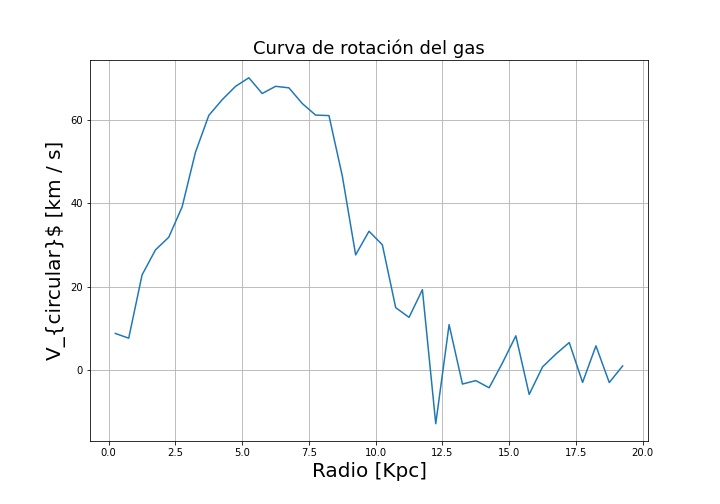 Curva de rotación del gas
V_{circular}$ [km / s]
60
40
20
0
0.0 2.5 5.0 7.5 10.0 12.5 15.0 17.5 20.0
Radio [Kpc]